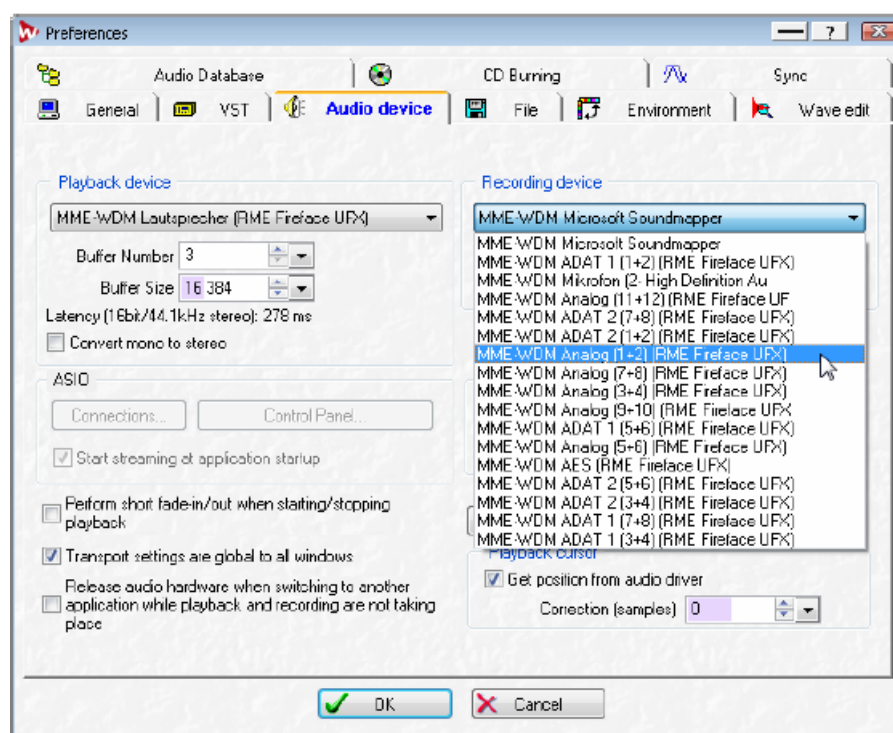 Preferences
?
Audio Database
CD Burning
Sync
General
VST
Audio device
File
Environment
Wave edit
Playback device
MME-WDM Lautsprecher (RME Fireface UFX)
Buffer Number 3
Buffer Size 16 384
Latency (16bit/44.1kHz stereo): 278 ms
Convert mono to stereo
ASIO
Connections...
Control Panel...
Start streaming at application startup
Perform short fade-in/out when starting/stopping
playback
Transport settings are global to all windows
Release audio hardware when switching to another
application while playback and recording are not taking
place
Recording device
MME-WDM Microsoft Soundmapper
MME-WDM Microsoft Soundmapper
MME-WDM ADAT 1 (1+2) (RME Fireface UFX)
MME-WDM Mikrofon (2- High Definition Au
MME-WDM Analog (11+12) (RME Fireface UF
MME-WDM ADAT 2 (7+8) (RME Fireface UFX)
MME-WDM ADAT 2 (1+2) (RME Fireface UFX)
MME-WDM Analog (1+2) (RME Fireface UFX)
MME-WDM Analog (7+8) (RME Fireface UFX)
MME-WDM Analog (3+4) (RME Fireface UFX)
MME-WDM Analog (9+10) (RME Fireface UFX
MME-WDM ADAT 1 (5+6) (RME Fireface UFX)
MME-WDM Analog (5+6) (RME Fireface UFX)
MME-WDM AES (RME Fireface UFX)
MME-WDM ADAT 2 (5+6) (RME Fireface UFX)
MME-WDM ADAT 2 (3+4) (RME Fireface UFX)
MME-WDM ADAT 1 (7+8) (RME Fireface UFX)
MME-WDM ADAT 1 (3+4) (RME Fireface UFX)
Playback cursor
Get position from audio driver
Correction (samples) 0
OK
Cancel